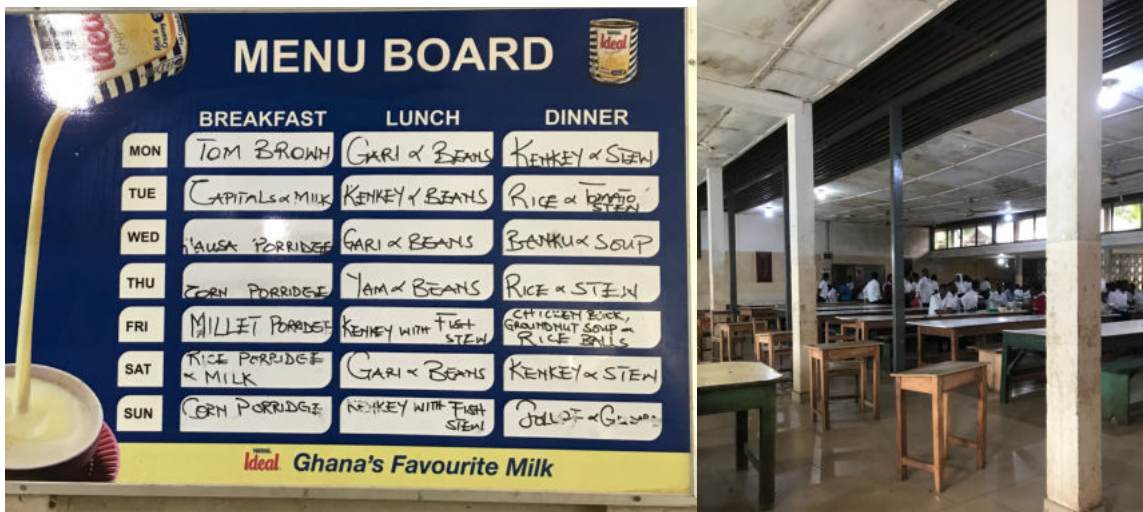 Ideal
Rich &
Creamy
MENU BOARD
Ideal
BREAKFAST LUNCH DINNER
MON
TOM BROWN
GARI & BEANS
KENKEY & STEW
TUE
CAPITALS & MILK
KENKEY & BEANS
RICE & TOMATO
STEW
WED
HAUSA PORRIDGE
GARI & BEANS
BANKU & SOUP
THU
CORN PORRIDGE
YAM & BEANS
RICE & STEW
FRI
MILLET
KENKEY WITH FISH
STEW
CHICKEN
GROUNDNUT SOUP &
RICE BALLS
SAT
RICE PORRIDGE
& MILK
GARI & BEANS
KENKEY & STEW
SUN
CORN PORRIDGE
KENKEY WITH FISH
STEW
NESTLÉ
Ideal Ghana's Favourite Milk